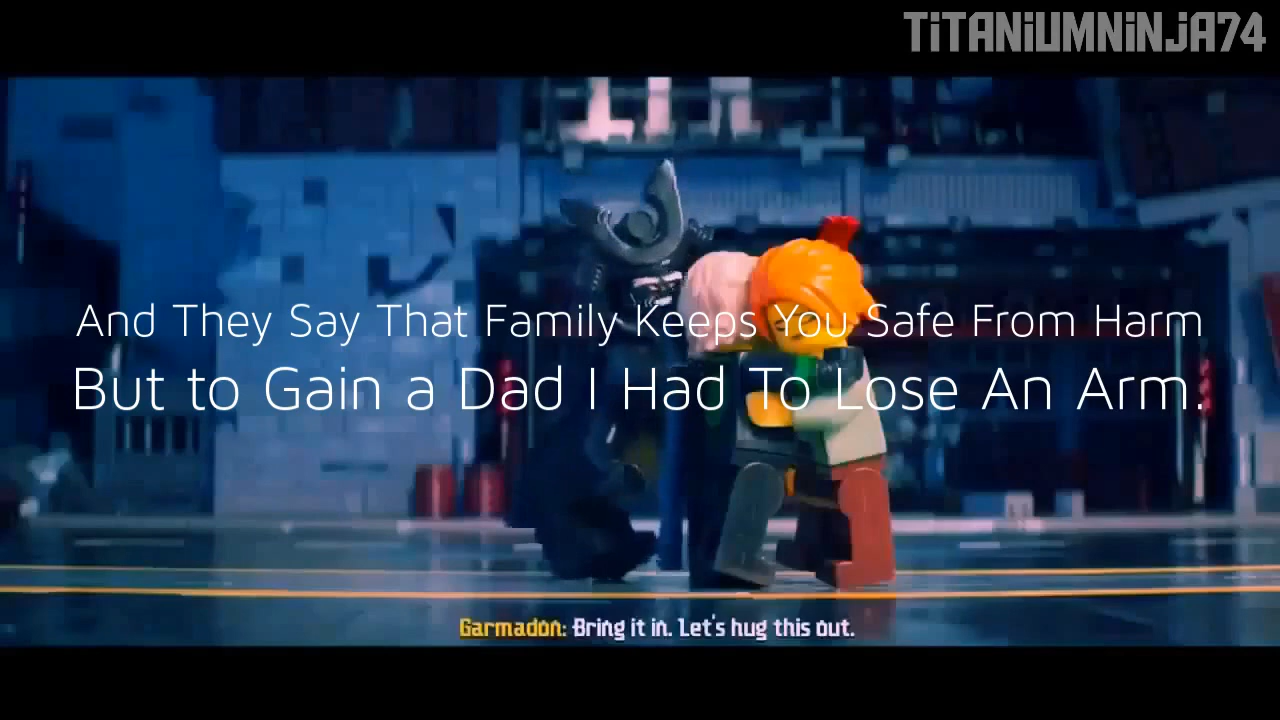 TiTANiUMNiNJA74
And They Say That Family Keeps You Safe From Harm
But to Gain a Dad I Had To Lose An Arm.
Garmadon: Bring it in. Let's hug this out.